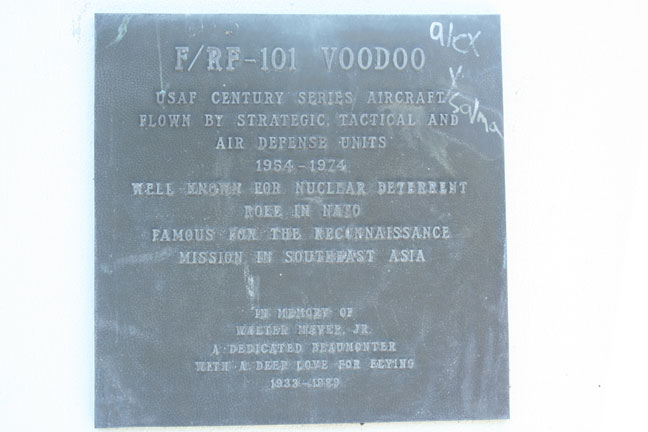 F/RF-101 VOODOO
USAF CENTURY SERIES AIRCRAFT
FLOWN BY STRATEGIC, TACTICAL AND
AIR DEFENSE UNITS
1954-1974
WELL KNOWN FOR NUCLEAR DETERRENT
ROLE IN NATO
FAMOUS FOR THE RECONNAISSANCE
MISSION IN SOUTHEAST ASIA
IN MEMORY OF
WALTER MAYER, JR.
A DEDICATED BEAUMONTER
WITH A DEEP LOVE FOR FLYING
1933-1989
alex
y
Salma